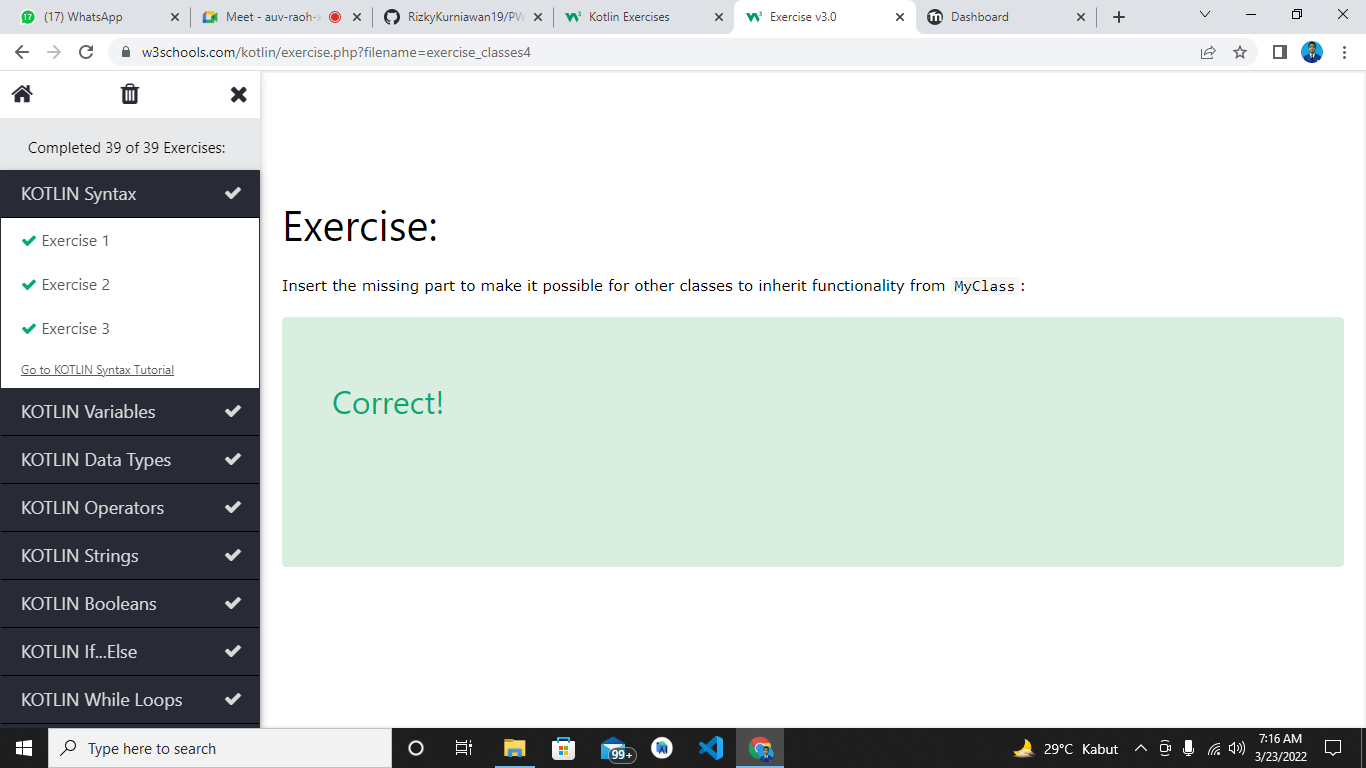 (17) WhatsApp
Meet - auv-raoh-x
RizkyKurniawan19/PW
Kotlin Exercises
Exercise v3.0
Dashboard
w3schools.com/kotlin/exercise.php?filename=exercise_classes4
Completed 39 of 39 Exercises:
KOTLIN Syntax
Exercise 1
Exercise 2
Exercise 3
Go to KOTLIN Syntax Tutorial
KOTLIN Variables
KOTLIN Data Types
KOTLIN Operators
KOTLIN Strings
KOTLIN Booleans
KOTLIN If...Else
KOTLIN While Loops
Exercise:
Insert the missing part to make it possible for other classes to inherit functionality from MyClass:
Correct!
Type here to search
99+
29°C Kabut
7:16 AM
3/23/2022